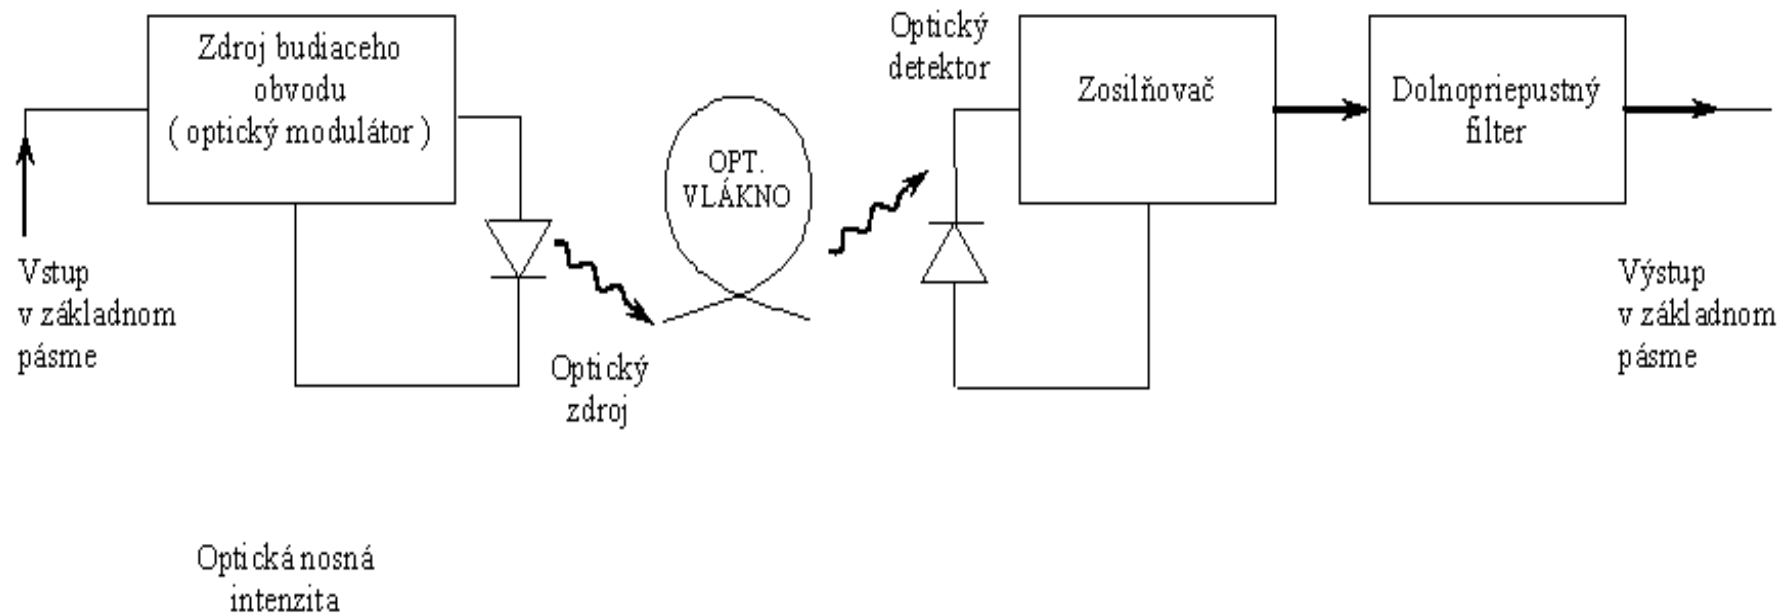 Zdroj budiaceho
obvodu
( optický modulátor )
Vstup
v základnom
pásme
Optický
zdroj
OPT.
VLÁKNO
Optický
detektor
Zosilňovač
Dolnopriepustný
filter
Výstup
v základnom
pásme
Optická nosná
intenzita